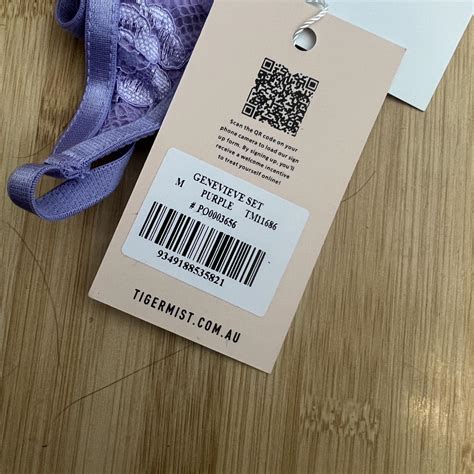 Scan the QR code on your
phone camera to load our sign
up form. By signing up, you'll
receive a welcome incentive
to treat yourself online!
GENEVIEVE SET
M PURPLE TM11686
# PO0003656
9349188535821
TIGERMIST.COM.AU